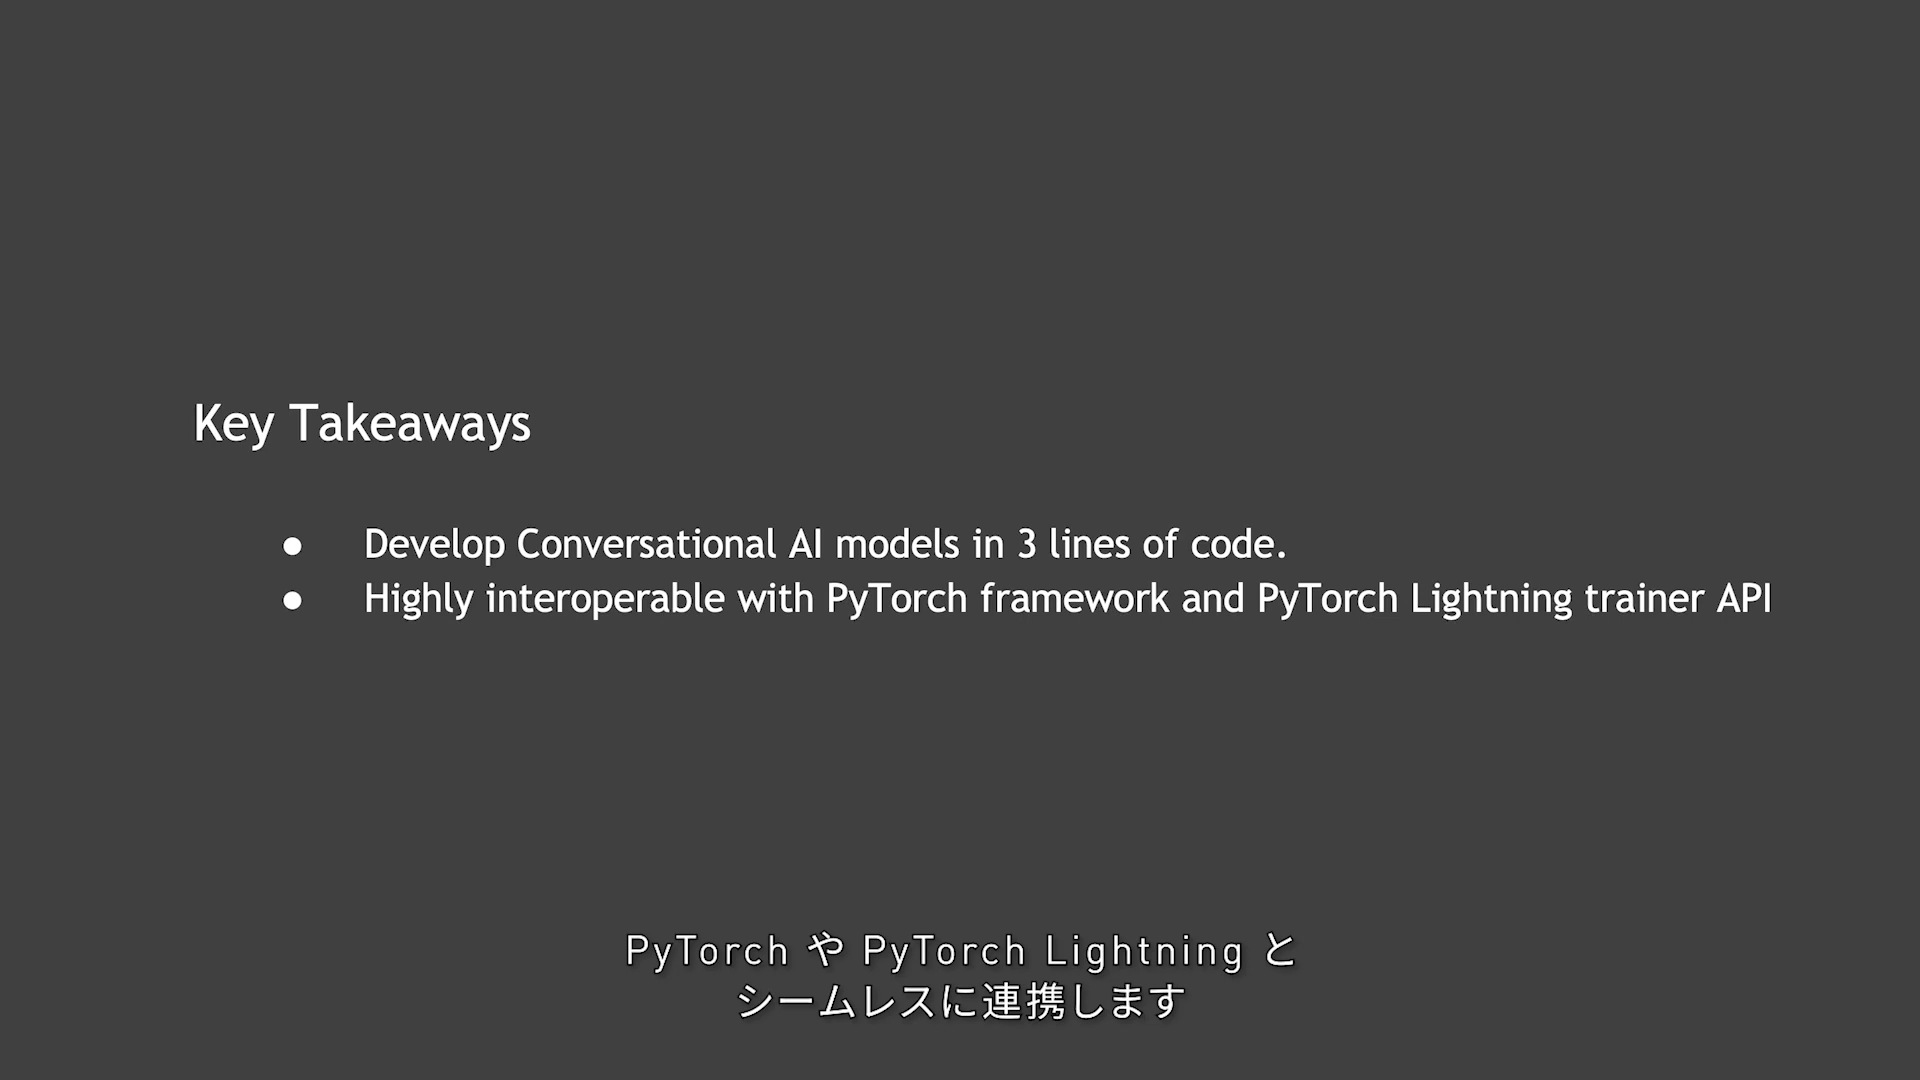 Key Takeaways
● Develop Conversational AI models in 3 lines of code.
● Highly interoperable with PyTorch framework and PyTorch Lightning trainer API
PyTorch や PyTorch Lightning と
シームレスに連携します